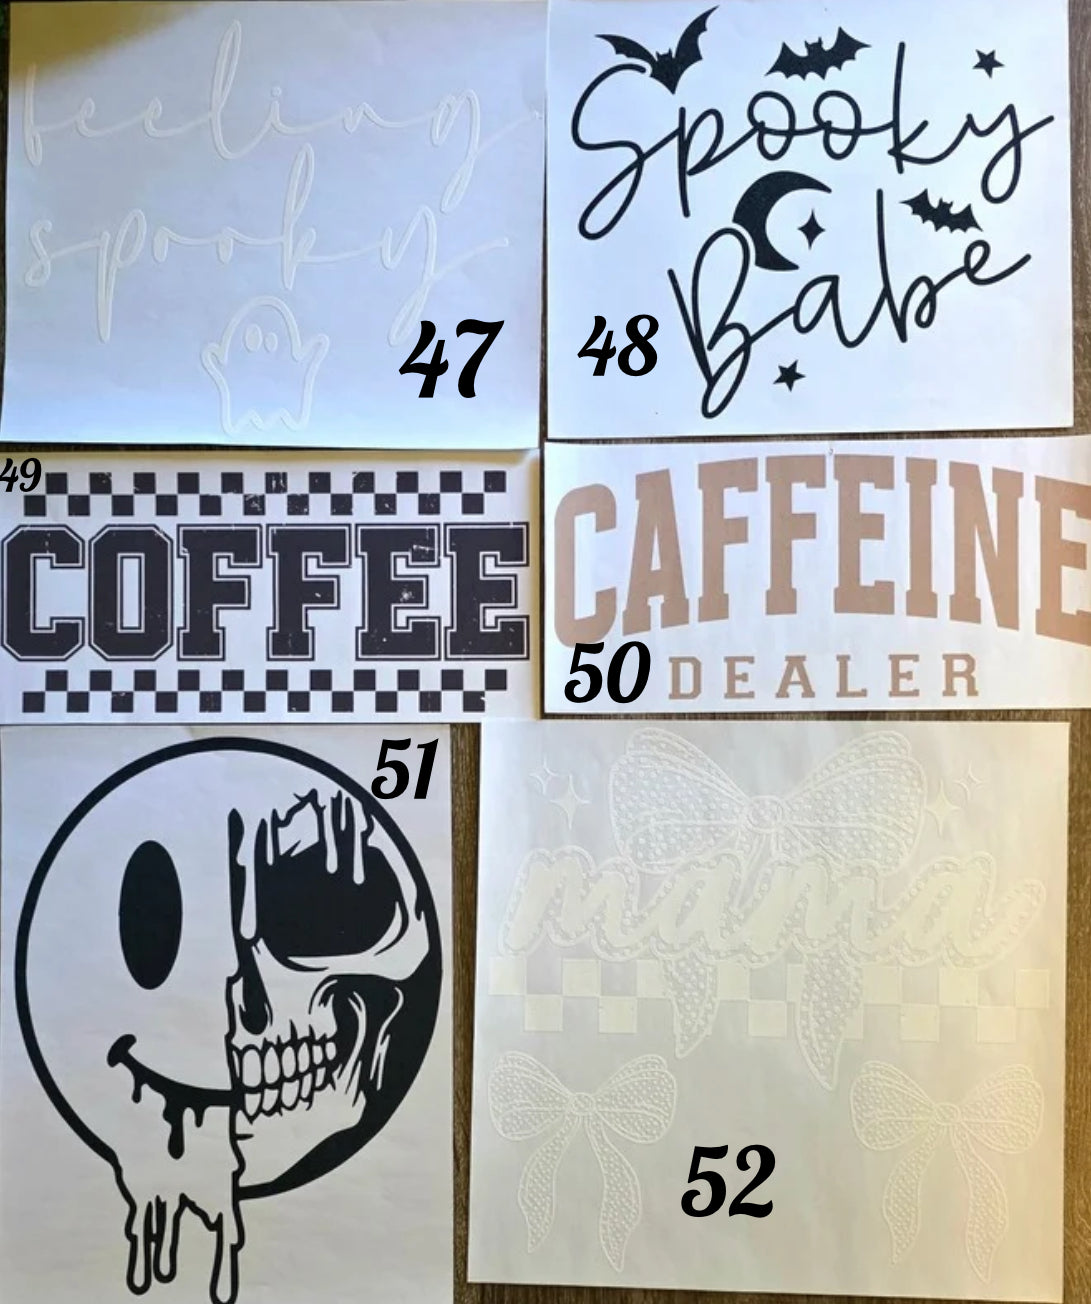 feeling
spooky
47
Spooky
Babe
48
49
COFFEE
CAFFEINE
50
DEALER
51
mama
52